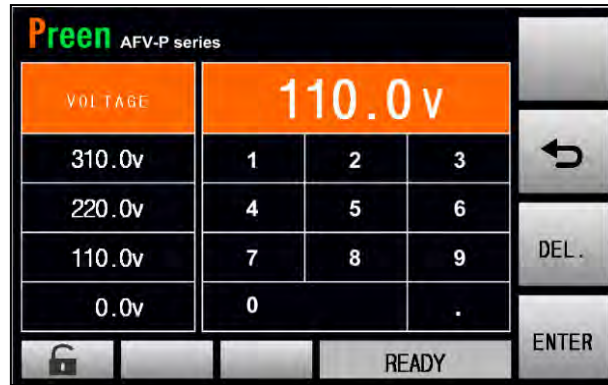 Preen AFV-P series
VOLTAGE 110.0v
310.0v 1 2 3
220.0v 4 5 6
110.0v 7 8 9 DEL.
0.0v 0 .
READY ENTER